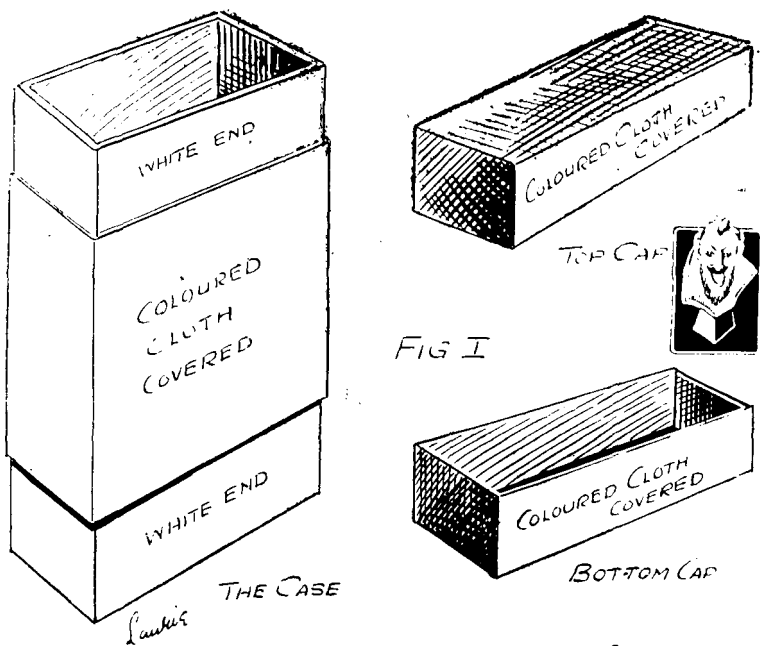 WHITE END
COLOURED
CLOTH
COVERED
WHITE END
THE CASE
Laurie
COLOURED CLOTH
COVERED
TOP CAP
FIG I
COLOURED CLOTH
COVERED
BOTTOM CAP